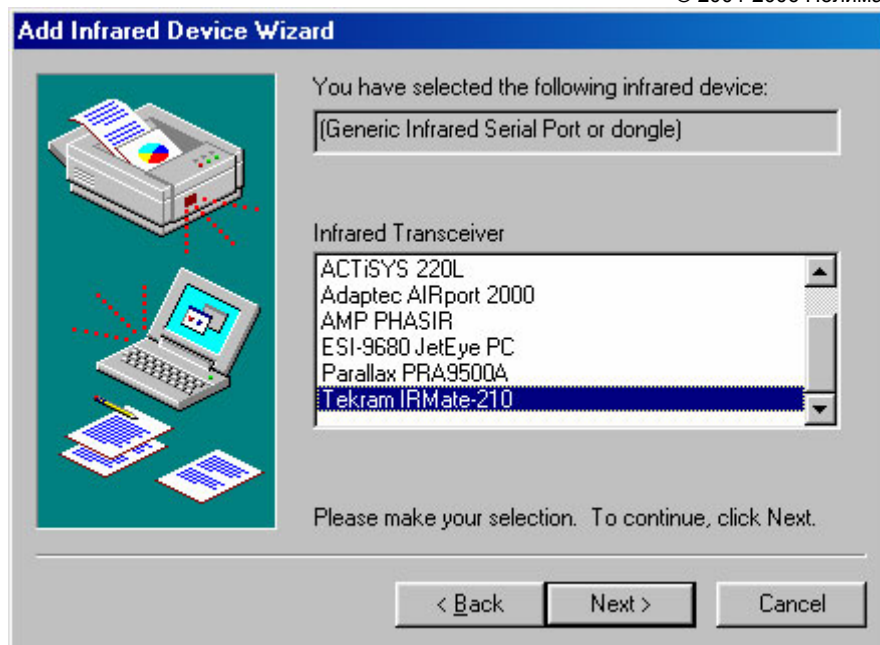 Add Infrared Device Wizard
You have selected the following infrared device:
(Generic Infrared Serial Port or dongle)
Infrared Transceiver
ACTiSYS 220L
Adaptec AIRport 2000
AMP PHASIR
ESI-9680 JetEye PC
Parallax PRA9500A
Tekram IRMate-210
Please make your selection. To continue, click Next.
< Back Next > Cancel